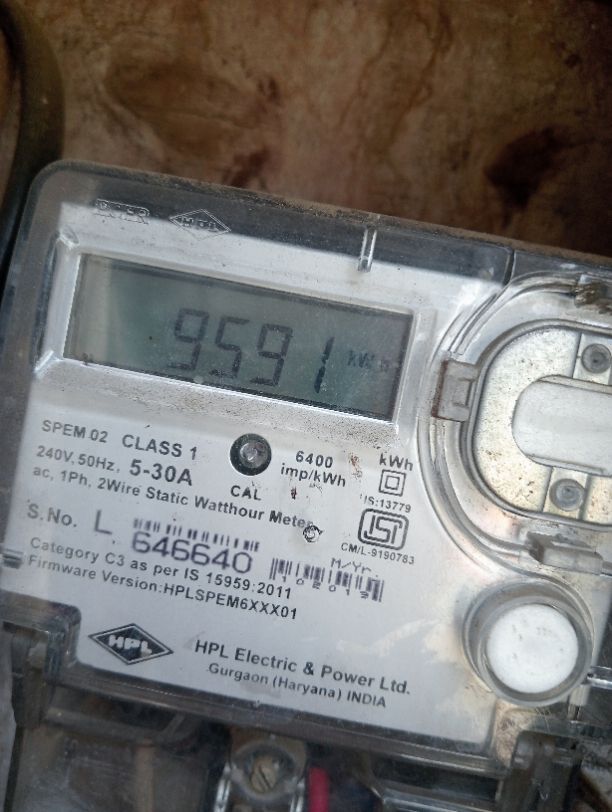 HPL
9591 kWh
SPEM 02 CLASS 1
240V, 50Hz, 5-30A
CAL
6400
imp/kWh
kWh
ac, 1Ph, 2Wire Static Watthour Meter
IS:13779
ISI
CM/L-9190783
S.No. L 646640
M/Yr
102013
Category C3 as per IS 15959:2011
Firmware Version:HPLSPEM6XXX01
HPL
HPL Electric & Power Ltd.
Gurgaon (Haryana) INDIA